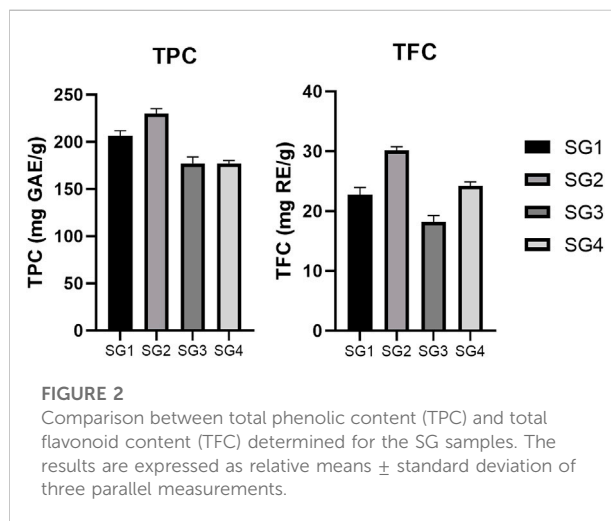 TPC
TPC (mg GAE/g)
250
200
150
100
50
0
SG1 SG2 SG3 SG4
TFC
TFC (mg RE/g)
40
30
20
10
0
SG1 SG2 SG3 SG4
SG1
SG2
SG3
SG4
FIGURE 2
Comparison between total phenolic content (TPC) and total
flavonoid content (TFC) determined for the SG samples. The
results are expressed as relative means ± standard deviation of
three parallel measurements.